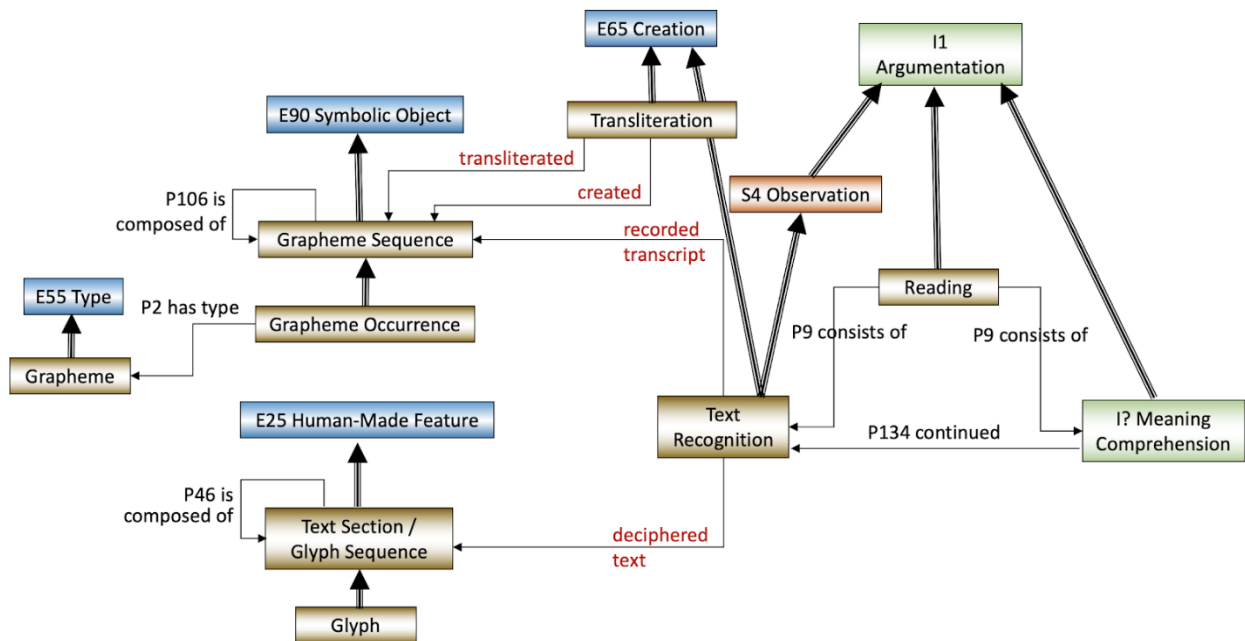 E65 Creation
I1
Argumentation
E90 Symbolic Object
Transliteration
transliterated
P106 is
composed of
created
S4 Observation
Grapheme Sequence
recorded
transcript
E55 Type
P2 has type
Grapheme Occurrence
Reading
P9 consists of
P9 consists of
Grapheme
E25 Human-Made Feature
Text
Recognition
P134 continued
I? Meaning
Comprehension
P46 is
composed of
Text Section /
Glyph Sequence
deciphered
text
Glyph